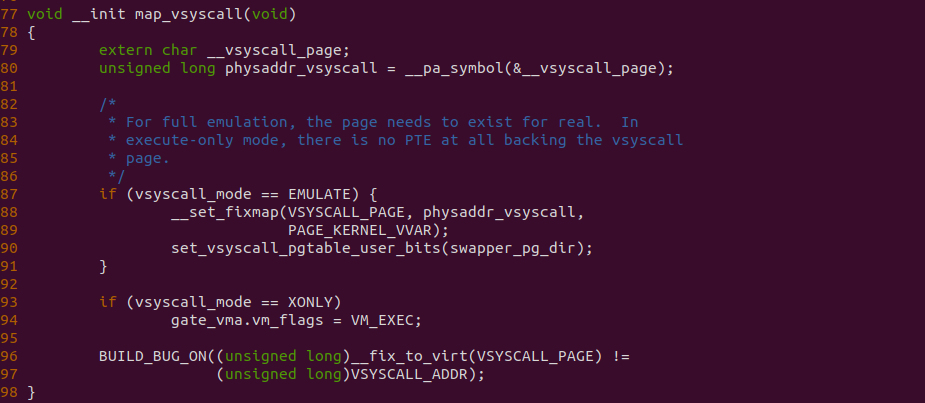 77 void __init map_vsyscall(void)
78 {
79         extern char __vsyscall_page;
80         unsigned long physaddr_vsyscall = __pa_symbol(&__vsyscall_page);
81
82         /*
83          * For full emulation, the page needs to exist for real.  In
84          * execute-only mode, there is no PTE at all backing the vsyscall
85          * page.
86          */
87         if (vsyscall_mode == EMULATE) {
88                 __set_fixmap(VSYSCALL_PAGE, physaddr_vsyscall,
89                              PAGE_KERNEL_VVAR);
90                 set_vsyscall_pgtable_user_bits(swapper_pg_dir);
91         }
92
93         if (vsyscall_mode == XONLY)
94                 gate_vma.vm_flags = VM_EXEC;
95
96         BUILD_BUG_ON((unsigned long)__fix_to_virt(VSYSCALL_PAGE) !=
97                      (unsigned long)VSYSCALL_ADDR);
98 }